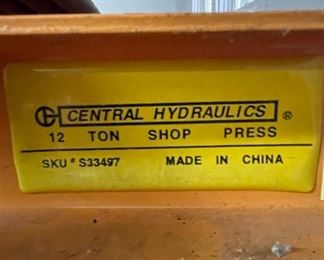 CENTRAL HYDRAULICS ®
12 TON SHOP PRESS
SKU # S33497 MADE IN CHINA